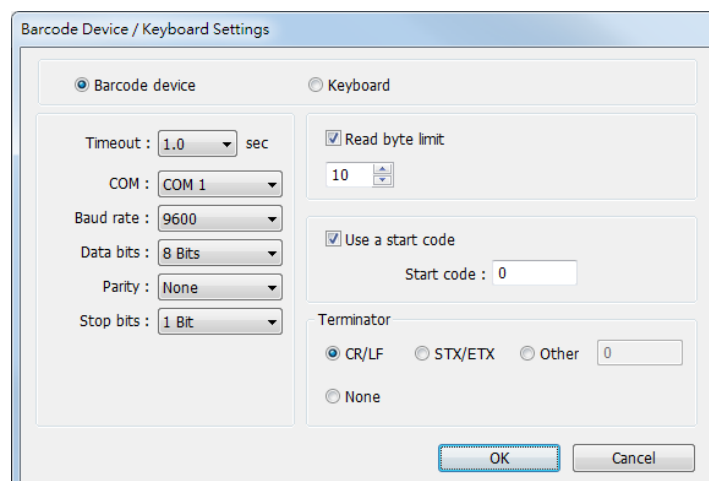 Barcode Device / Keyboard Settings
Barcode device
Keyboard
Timeout : 1.0 sec
COM : COM 1
Baud rate : 9600
Data bits : 8 Bits
Parity : None
Stop bits : 1 Bit
Read byte limit
10
Use a start code
Start code : 0
Terminator
CR/LF STX/ETX Other 0
None
OK Cancel